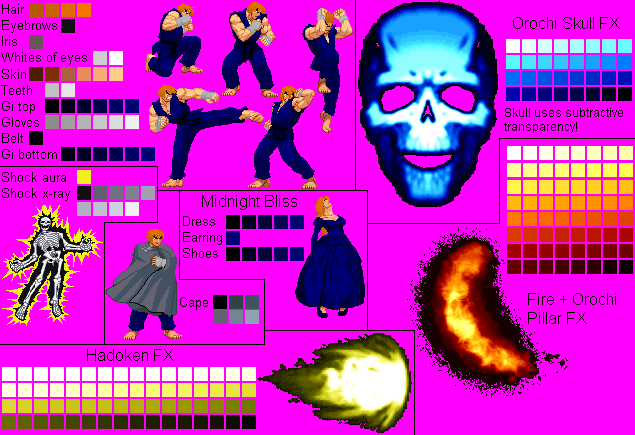 Hair
Eyebrows
Iris
Whites of eyes
Skin
Teeth
Gi top
Gloves
Belt
Gi bottom
Shock aura
Shock x-ray
Orochi Skull FX
Skull uses subtractive
transparency!
Midnight Bliss
Dress
Earring
Shoes
Cape
Fire + Orochi
Pillar FX
Hadoken FX